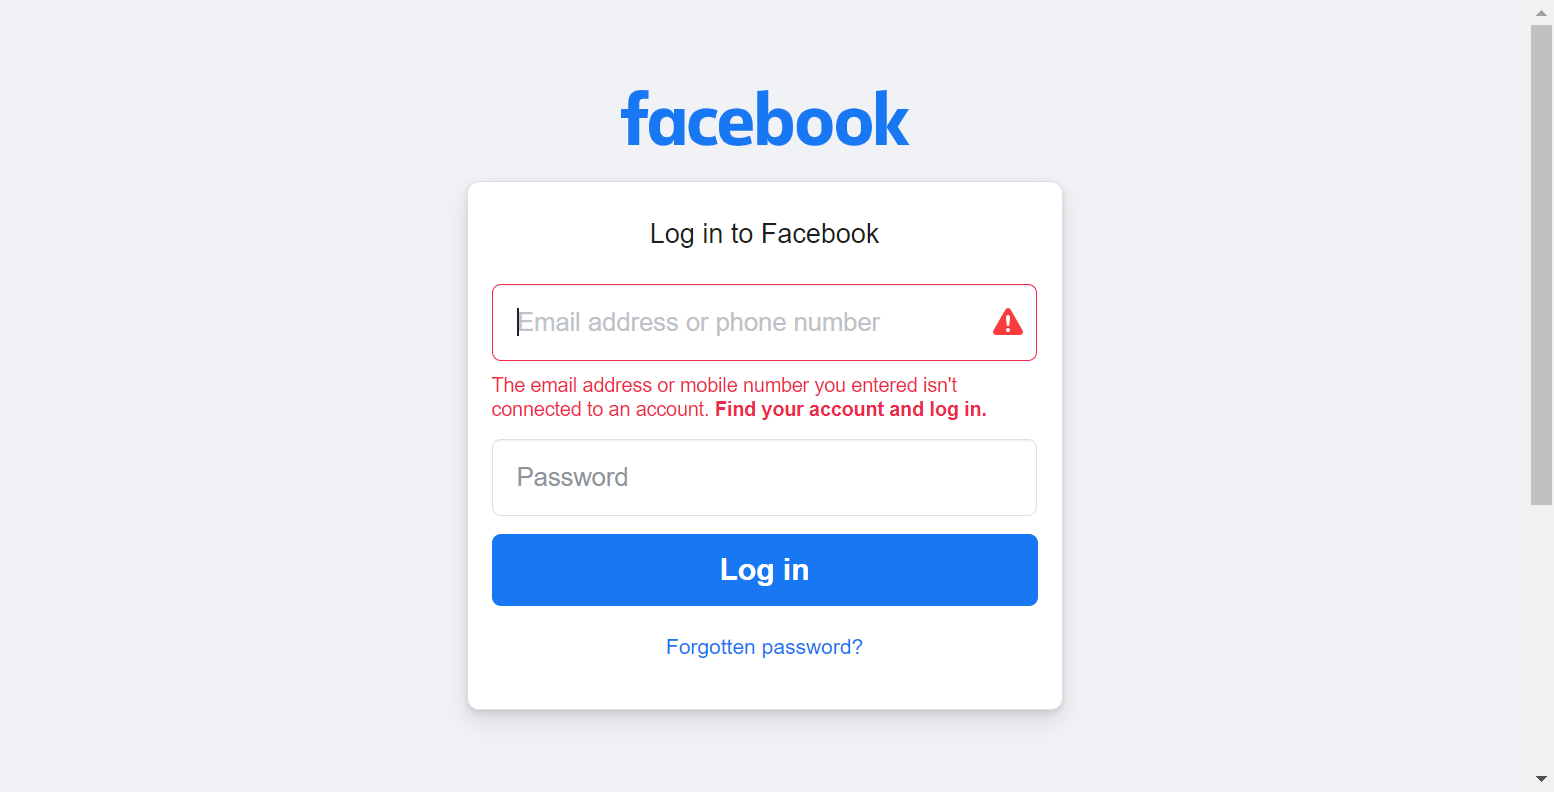 facebook
Log in to Facebook
Email address or phone number
The email address or mobile number you entered isn't
connected to an account. Find your account and log in.
Password
Log in
Forgotten password?